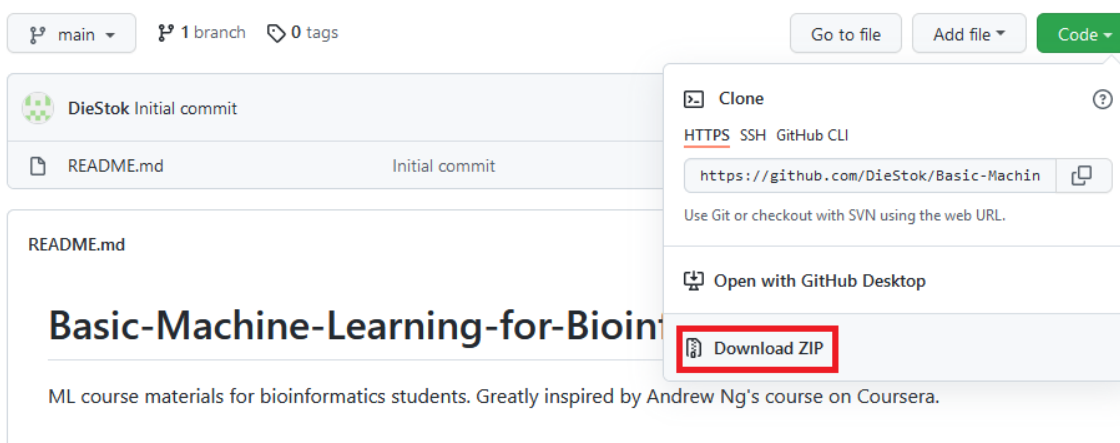 main 1 branch 0 tags Go to file Add file Code
DieStok Initial commit
README.md Initial commit
Clone
HTTPS SSH GitHub CLI
https://github.com/DieStok/Basic-Machin
Use Git or checkout with SVN using the web URL.
Open with GitHub Desktop
Download ZIP
README.md
Basic-Machine-Learning-for-Bioin
ML course materials for bioinformatics students. Greatly inspired by Andrew Ng's course on Coursera.